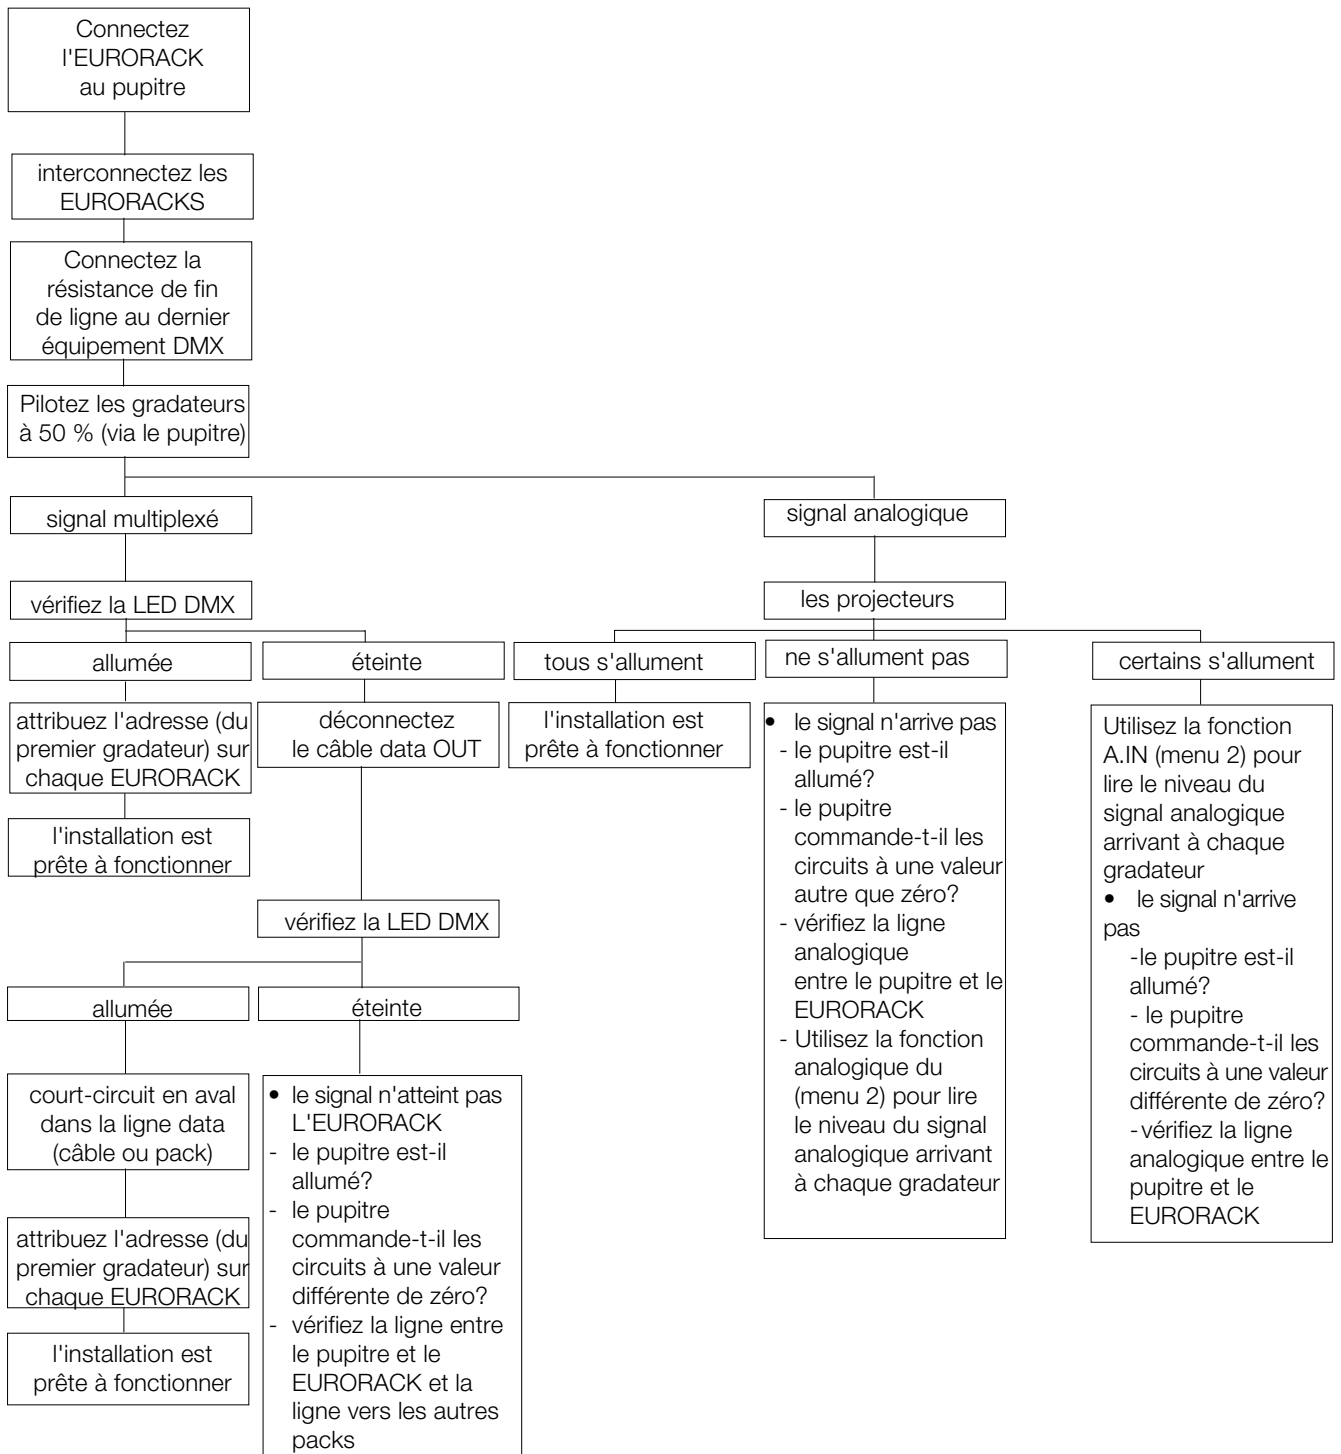 Connectez
l'EURORACK
au pupitre
interconnectez les
EURORACKS
Connectez la
résistance de fin
de ligne au dernier
équipement DMX
Pilotez les gradateurs
à 50 % (via le pupitre)
signal multiplexé
signal analogique
vérifiez la LED DMX
les projecteurs
allumée
éteinte
tous s'allument
ne s'allument pas
certains s'allument
attribuez l'adresse (du
premier gradateur) sur
chaque EURORACK
l'installation est
prête à fonctionner
déconnectez
le câble data OUT
vérifiez la LED DMX
allumée
éteinte
court-circuit en aval
dans la ligne data
(câble ou pack)
attribuez l'adresse (du
premier gradateur) sur
chaque EURORACK
l'installation est
prête à fonctionner
• le signal n'atteint pas
L'EURORACK
- le pupitre est-il
allumé?
- le pupitre
commande-t-il les
circuits à une valeur
différente de zéro?
- vérifiez la ligne entre
le pupitre et le
EURORACK et la
ligne vers les autres
packs
l'installation est
prête à fonctionner
• le signal n'arrive pas
- le pupitre est-il
allumé?
- le pupitre
commande-t-il les
circuits à une valeur
autre que zéro?
- vérifiez la ligne
analogique
entre le pupitre et le
EURORACK
- Utilisez la fonction
analogique du
(menu 2) pour lire
le niveau du signal
analogique arrivant
à chaque gradateur
Utilisez la fonction
A.IN (menu 2) pour
lire le niveau du
signal analogique
arrivant à chaque
gradateur
• le signal n'arrive
pas
-le pupitre est-il
allumé?
- le pupitre
commande-t-il les
circuits à une valeur
différente de zéro?
-vérifiez la ligne
analogique entre le
pupitre et le
EURORACK